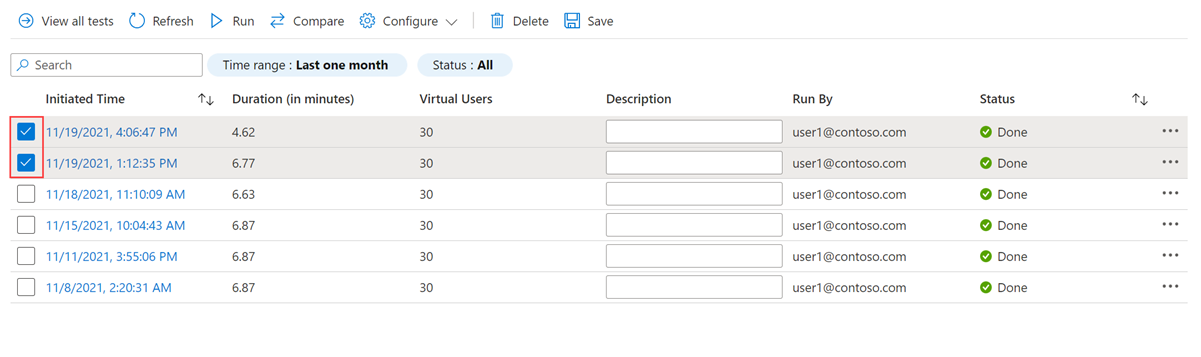 View all tests Refresh Run Compare Configure Delete Save
Search Time range : Last one month Status : All
Initiated Time Duration (in minutes) Virtual Users Description Run By Status
11/19/2021, 4:06:47 PM 4.62 30 user1@contoso.com Done
11/19/2021, 1:12:35 PM 6.77 30 user1@contoso.com Done
11/18/2021, 11:10:09 AM 6.63 30 user1@contoso.com Done
11/15/2021, 10:04:43 AM 6.87 30 user1@contoso.com Done
11/11/2021, 3:55:06 PM 6.87 30 user1@contoso.com Done
11/8/2021, 2:20:31 AM 6.87 30 user1@contoso.com Done